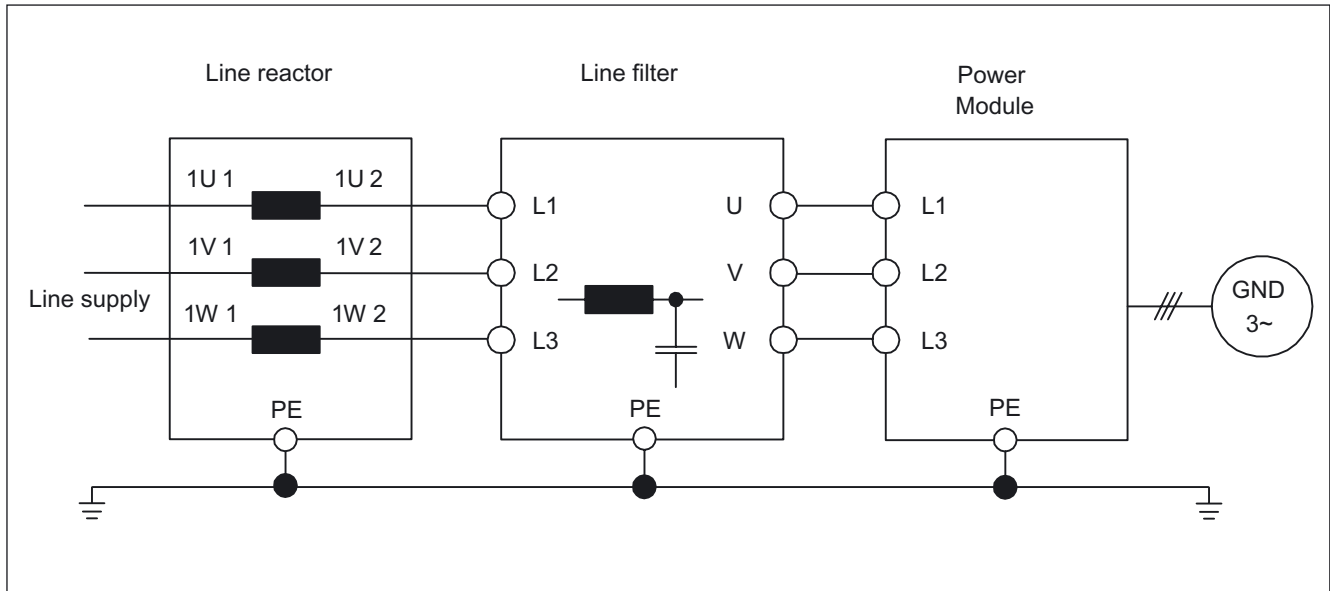 Line reactor
Line filter
Power
Module
1U 1
1U 2
L1
U
L1
1V 1
1V 2
L2
V
L2
Line supply
1W 1
1W 2
L3
W
L3
GND
3~
PE
PE
PE